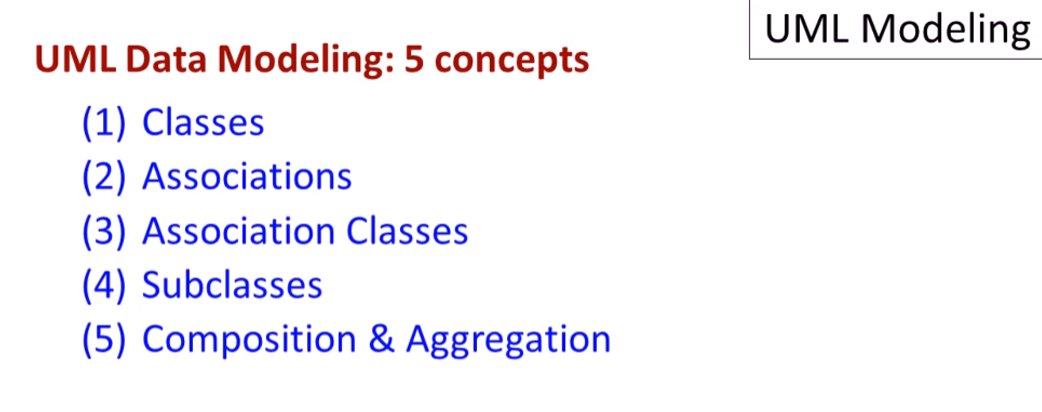 UML Modeling
UML Data Modeling: 5 concepts
(1) Classes
(2) Associations
(3) Association Classes
(4) Subclasses
(5) Composition & Aggregation